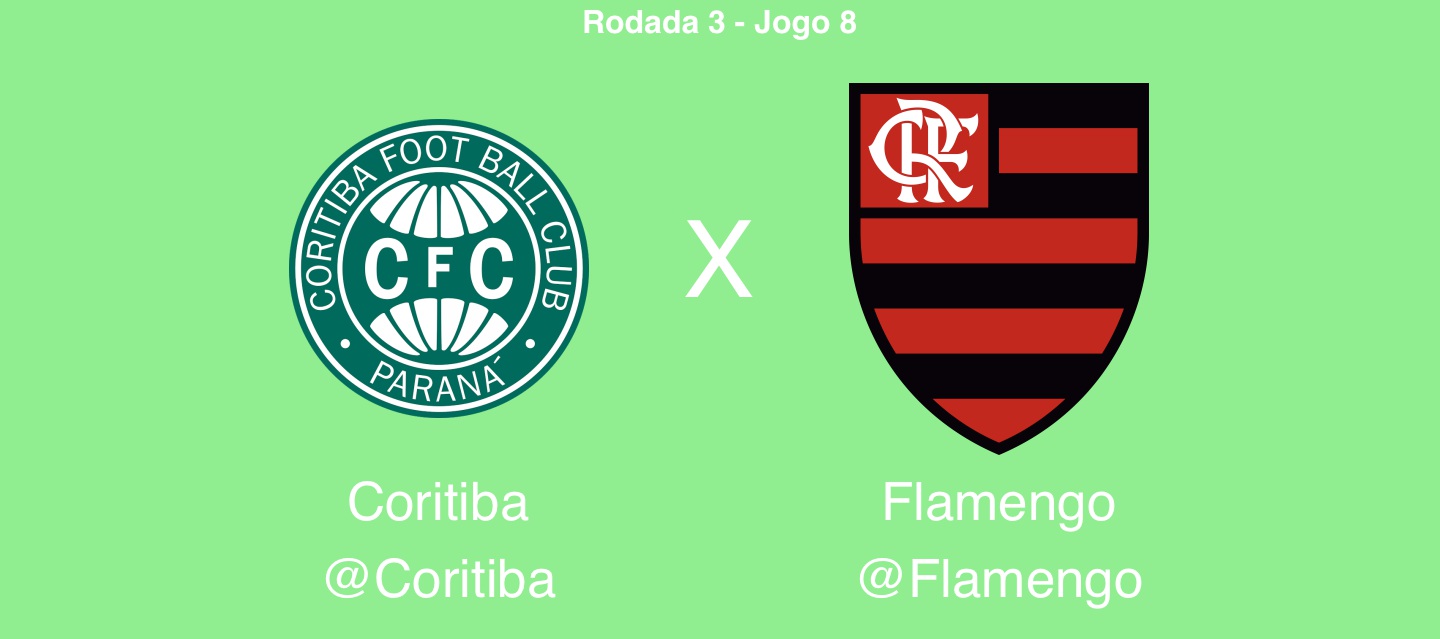 Rodada 3 - Jogo 8
CORITIBA FOOT BALL CLUB
CFC
PARANÁ
CRF
X
Coritiba
Flamengo
@Coritiba
@Flamengo